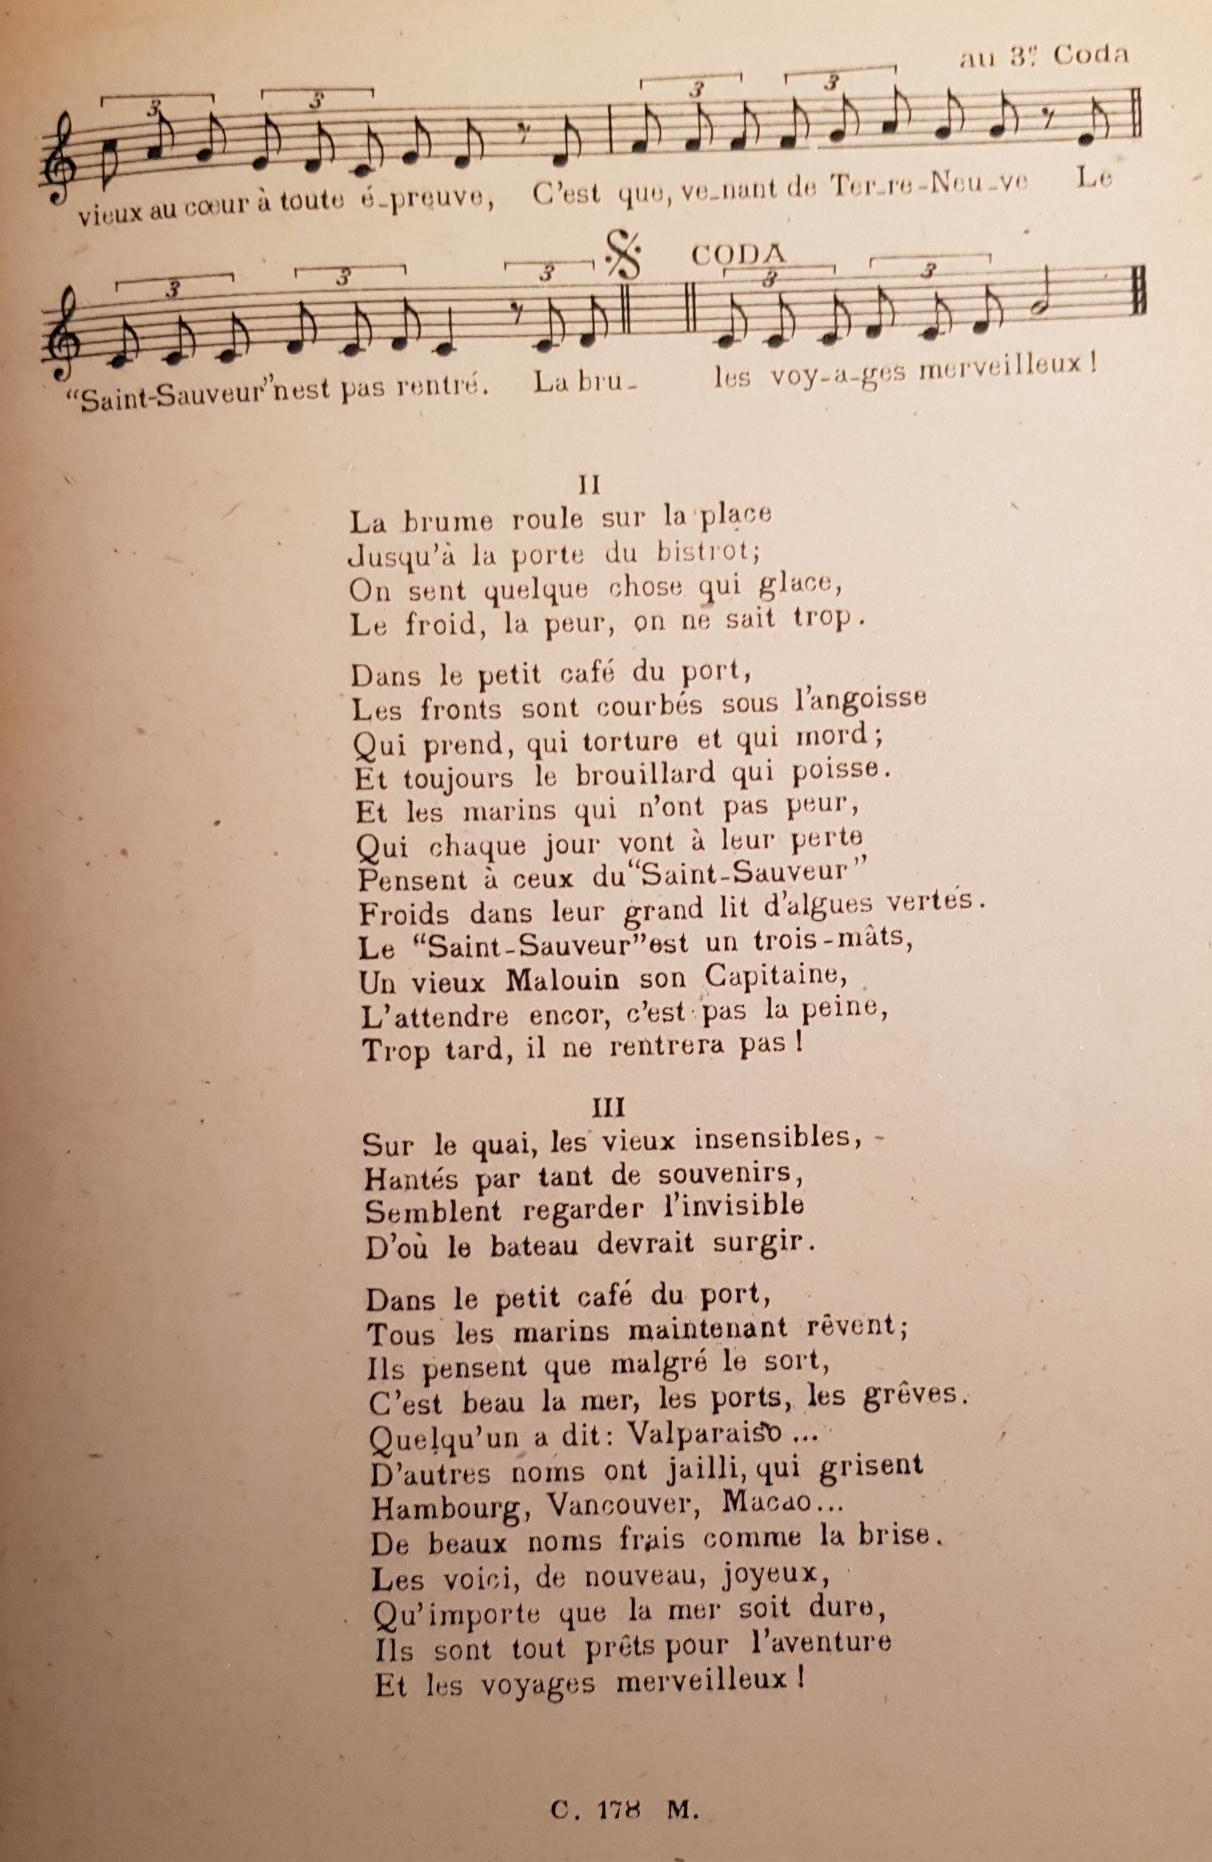 au 3e Coda
3 3 3 3
vieux au cœur à toute é-preuve, C'est que, ve-nant de Ter-re-Neu-ve Le
CODA
3 3 3 3 3
"Saint-Sauveur"nest pas rentré. La bru- les voy-a-ges merveilleux !
II
La brume roule sur la place
Jusqu'à la porte du bistrot;
On sent quelque chose qui glace,
Le froid, la peur, on ne sait trop.
Dans le petit café du port,
Les fronts sont courbés sous l'angoisse
Qui prend, qui torture et qui mord;
Et toujours le brouillard qui poisse.
Et les marins qui n'ont pas peur,
Qui chaque jour vont à leur perte
Pensent à ceux du "Saint-Sauveur"
Froids dans leur grand lit d'algues vertes.
Le "Saint-Sauveur"est un trois-mâts,
Un vieux Malouin son Capitaine,
L'attendre encor, c'est pas la peine,
Trop tard, il ne rentrera pas !
III
Sur le quai, les vieux insensibles,
Hantés par tant de souvenirs,
Semblent regarder l'invisible
D'où le bateau devrait surgir.
Dans le petit café du port,
Tous les marins maintenant rêvent;
Ils pensent que malgré le sort,
C'est beau la mer, les ports, les grêves.
Quelqu'un a dit: Valparaiso ...
D'autres noms ont jailli, qui grisent
Hambourg, Vancouver, Macao...
De beaux noms frais comme la brise.
Les voici, de nouveau, joyeux,
Qu'importe que la mer soit dure,
Ils sont tout prêts pour l'aventure
Et les voyages merveilleux !
C. 178 M.